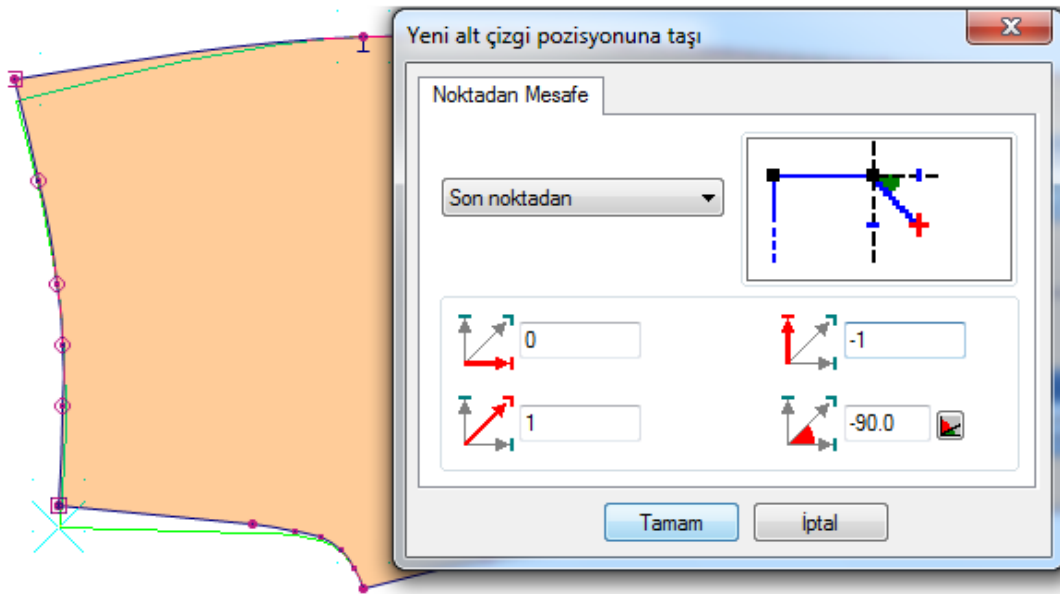 Yeni alt çizgi pozisyonuna taşı
Noktadan Mesafe
Son noktadan
0
-1
1
-90.0
Tamam
İptal